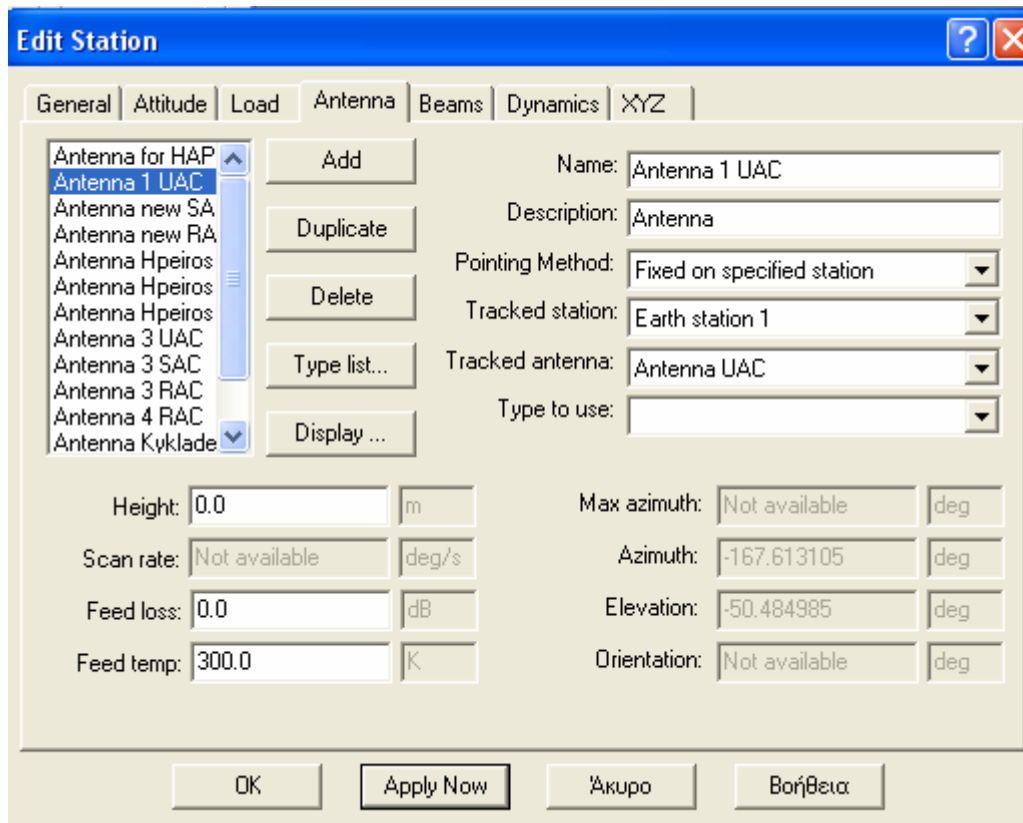 Edit Station
General Attitude Load Antenna Beams Dynamics XYZ
Antenna for HAP
Antenna 1 UAC
Antenna new SA
Antenna new RA
Antenna Hpeiros
Antenna Hpeiros
Antenna Hpeiros
Antenna 3 UAC
Antenna 3 SAC
Antenna 3 RAC
Antenna 4 RAC
Antenna Kyklade
Add
Duplicate
Delete
Type list...
Display ...
Name: Antenna 1 UAC
Description: Antenna
Pointing Method: Fixed on specified station
Tracked station: Earth station 1
Tracked antenna: Antenna UAC
Type to use:
Height: 0.0 m
Scan rate: Not available deg/s
Feed loss: 0.0 dB
Feed temp: 300.0 K
Max azimuth: Not available deg
Azimuth: -167.613105 deg
Elevation: -50.484985 deg
Orientation: Not available deg
OK Apply Now Άκυρο Βοήθεια